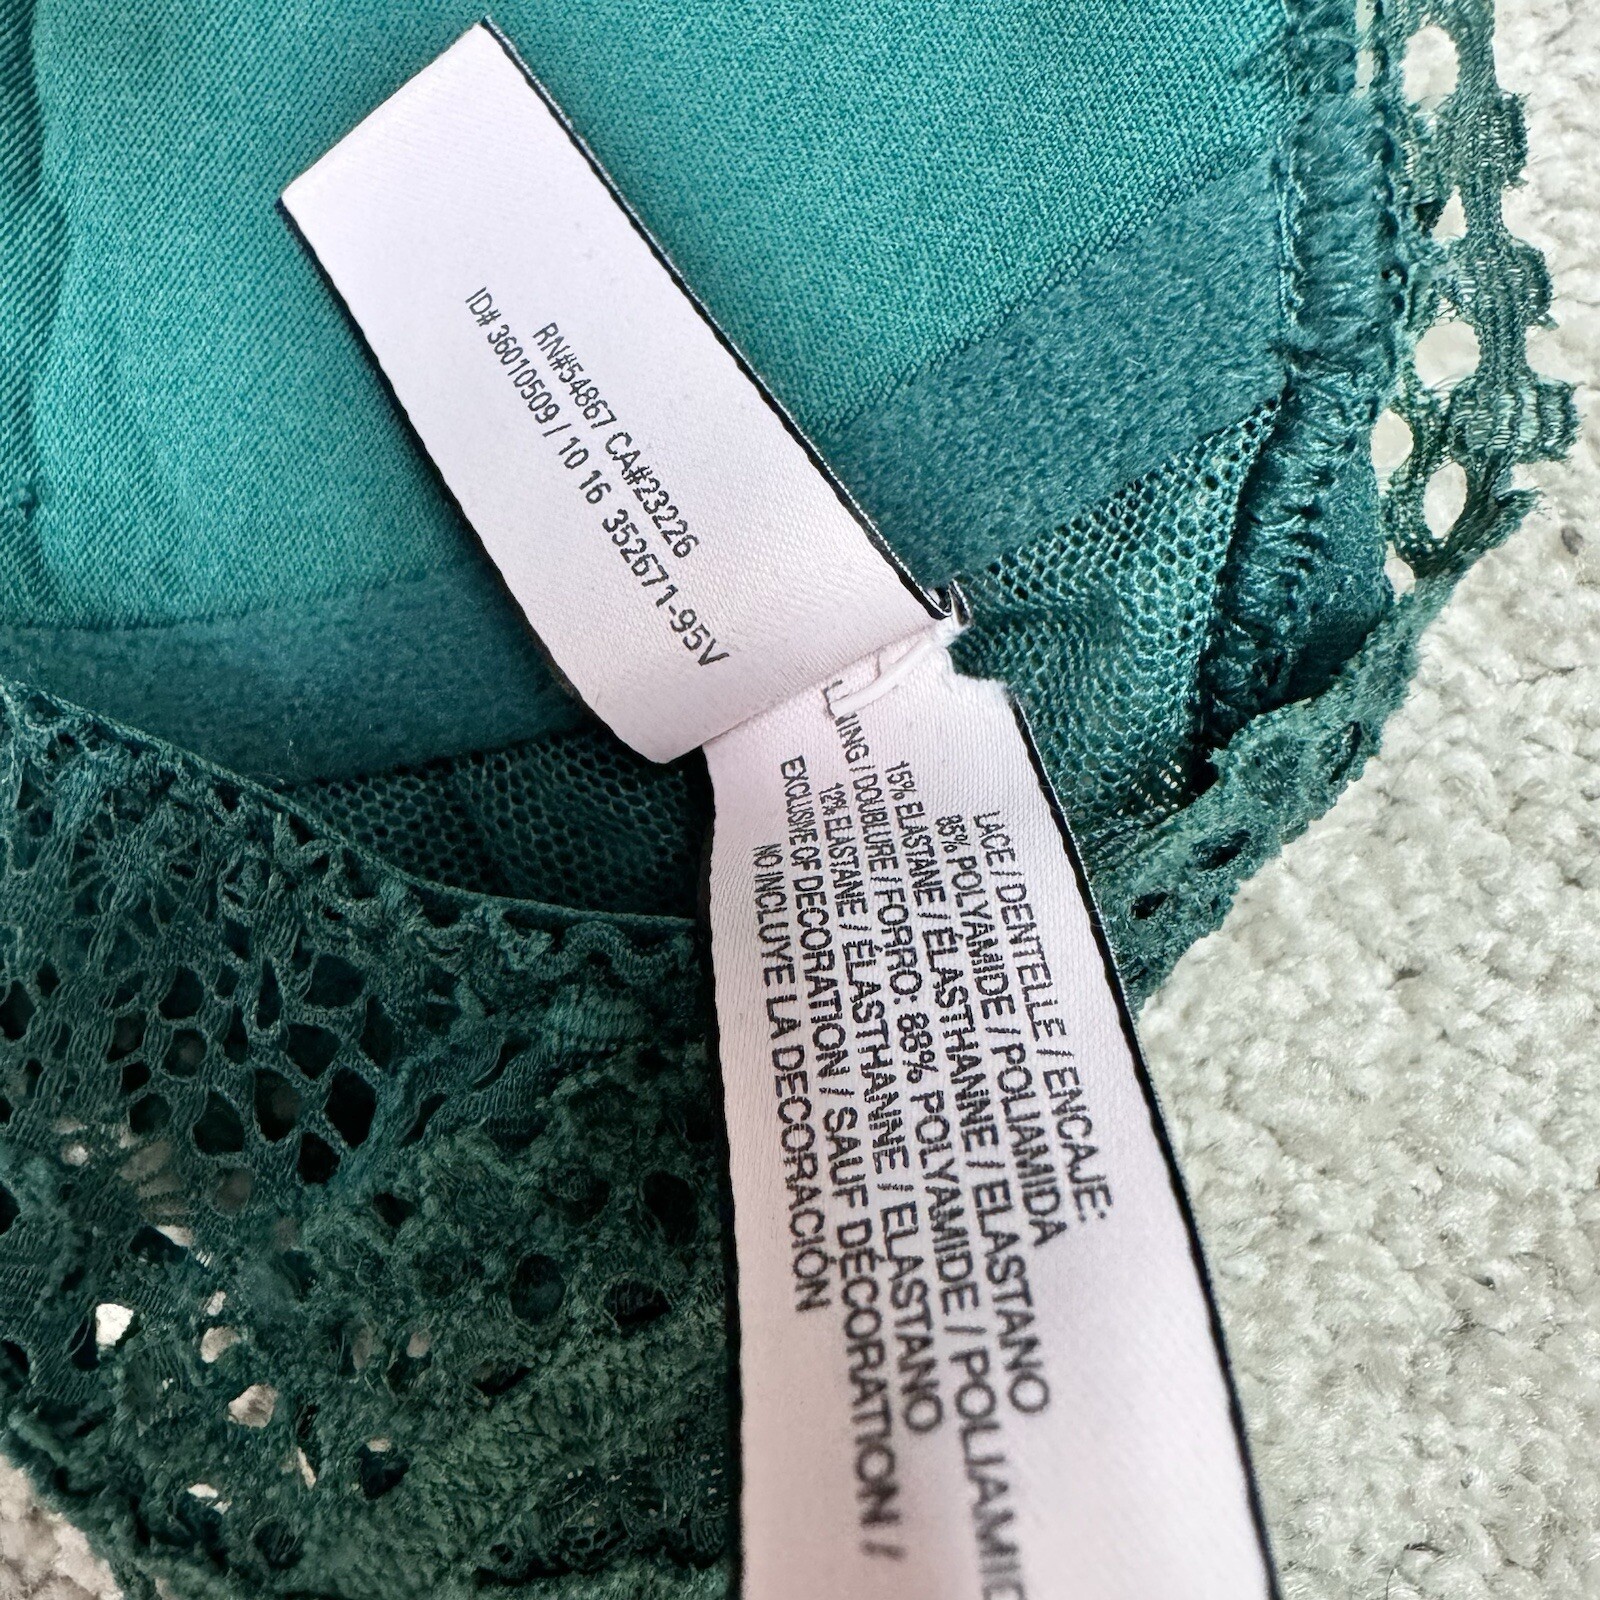 RN#54867 CA#23226
ID# 36010509 / 10 16 352671-95V
LACE / DENTELLE / ENCAJE:
85% POLYAMIDE / POLIAMIDA
15% ELASTANE / ÉLASTHANNE / ELASTANO
LINING / DOUBLURE / FORRO: 88% POLYAMIDE / POLIAMID
12% ELASTANE / ÉLASTHANNE / ELASTANO
EXCLUSIVE OF DECORATION / SAUF DÉCORATION /
NO INCLUYE LA DECORACIÓN